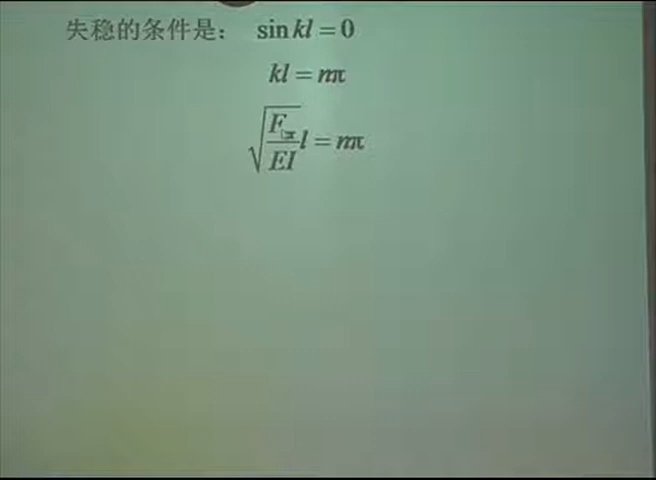 失稳的条件是： sin kl = 0
kl = nπ
√(F/EI) l = nπ